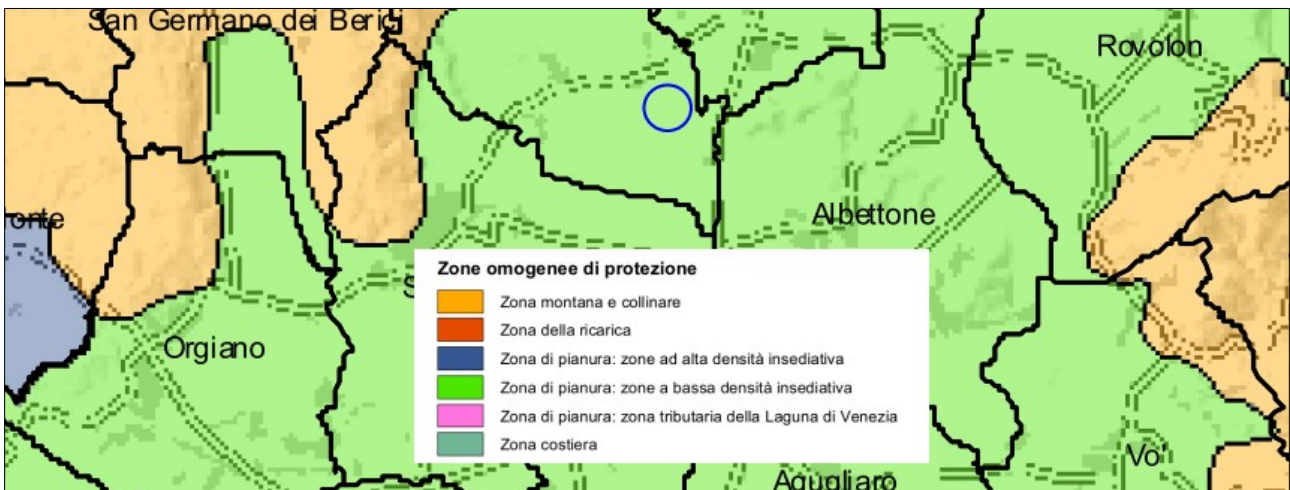 San Germano dei Berici
Rovolon
Albettone
onte
Zone omogenee di protezione
S
Zona montana e collinare
Zona della ricarica
Orgiano
Zona di pianura: zone ad alta densità insediativa
Zona di pianura: zone a bassa densità insediativa
Zona di pianura: zona tributaria della Laguna di Venezia
Zona costiera
Vo'
Agugliaro